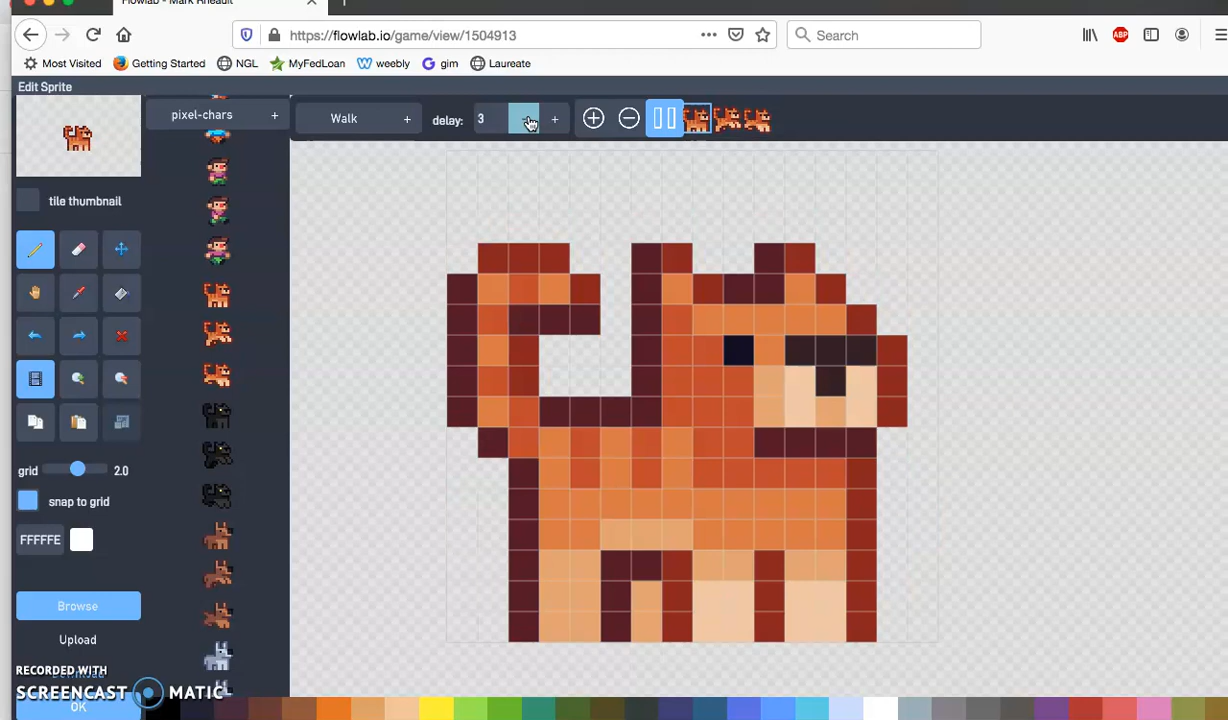 Flowlab - Mark Rheault
https://flowlab.io/game/view/1504913
Search
ABP
Most Visited
Getting Started
NGL
MyFedLoan
weebly
gim
Laureate
Edit Sprite
pixel-chars +
Walk +
delay: 3 - +
tile thumbnail
grid 2.0
snap to grid
FFFFFE
Browse
Upload
Download
OK
RECORDED WITH
SCREENCAST MATIC